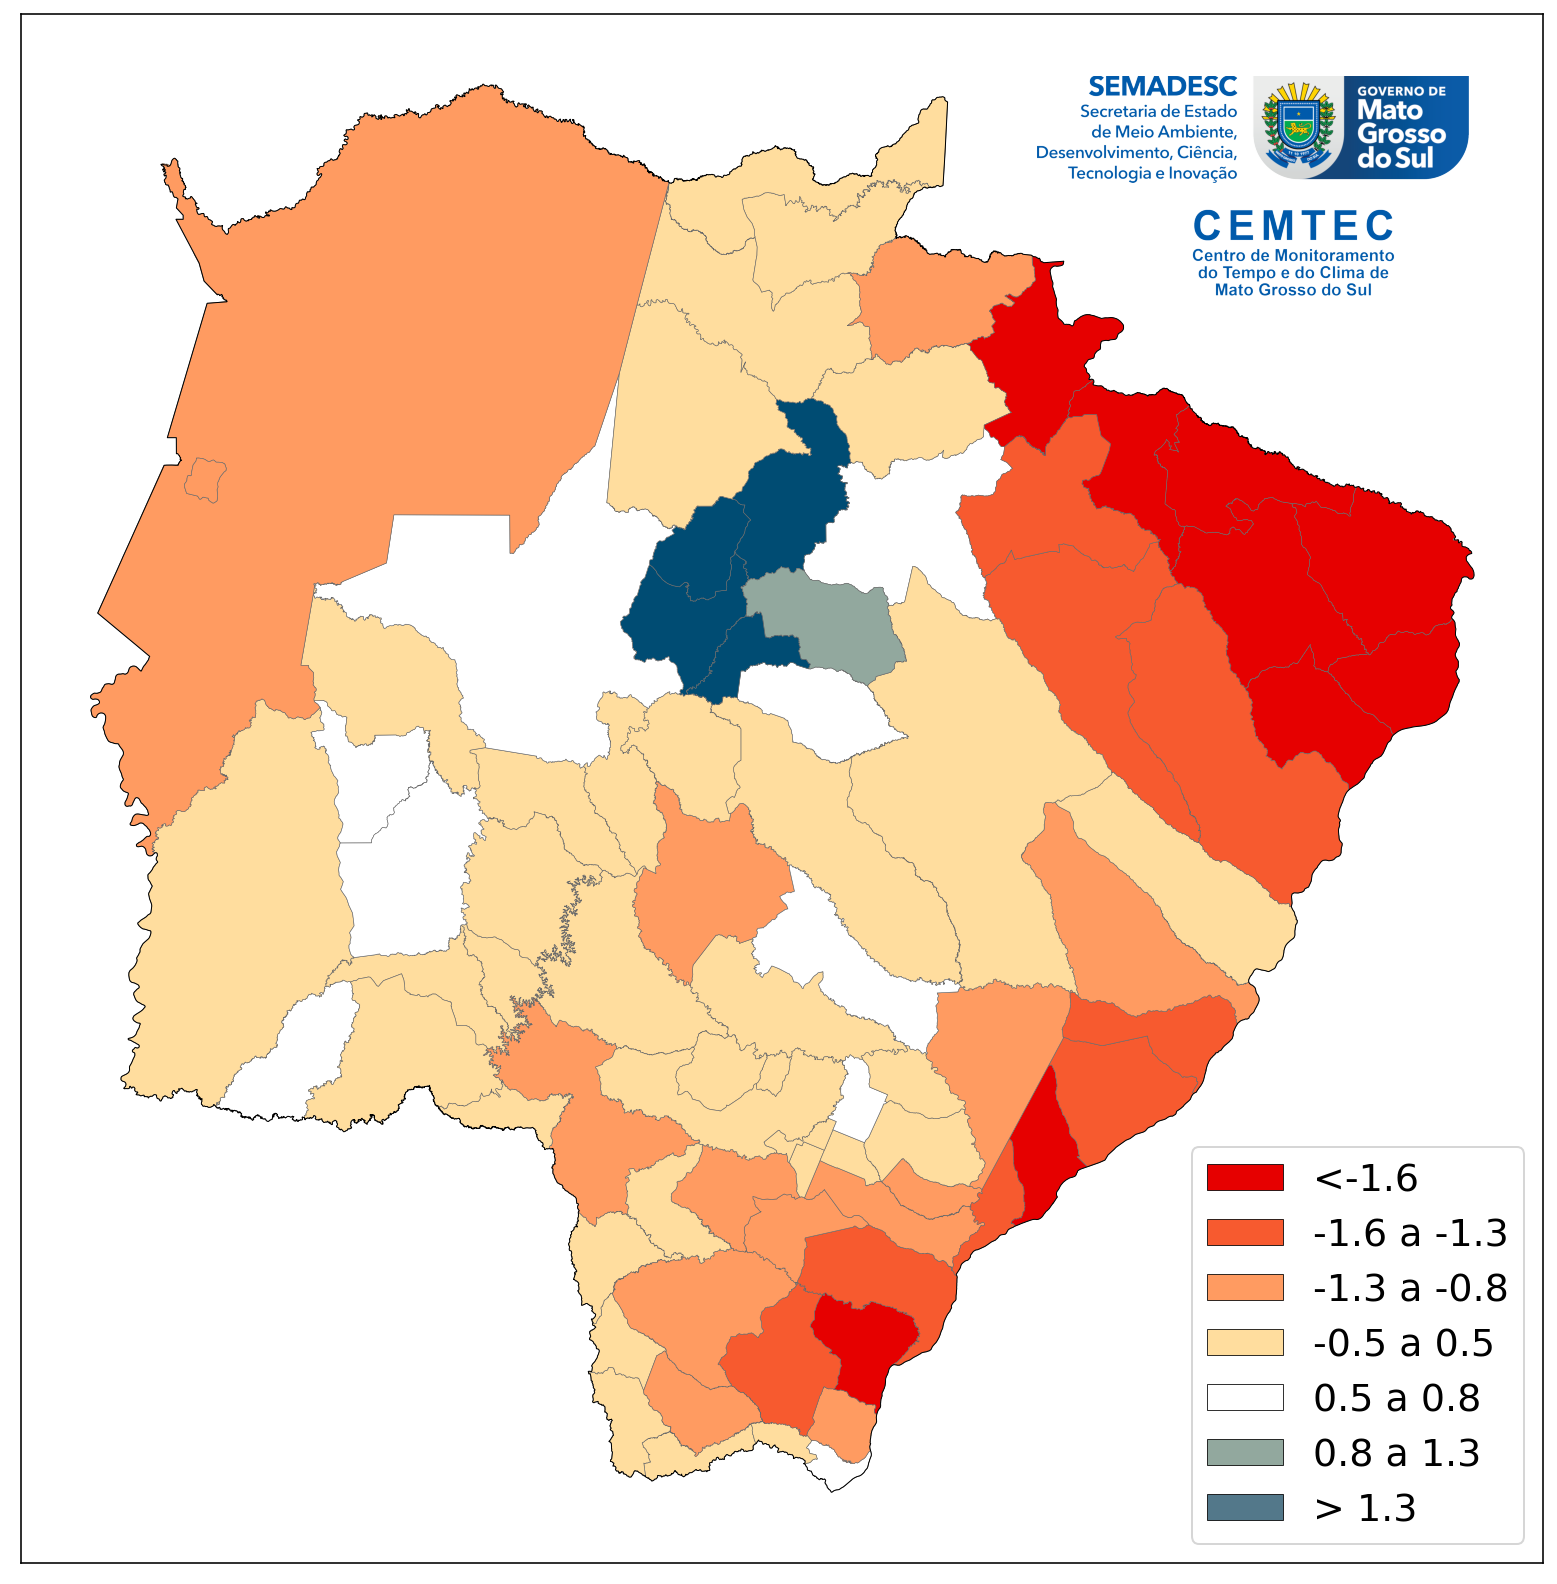 SEMADESC
Secretaria de Estado
de Meio Ambiente,
Desenvolvimento, Ciência,
Tecnologia e Inovação
GOVERNO DE
Mato
Grosso
do Sul
CEMTEC
Centro de Monitoramento
do Tempo e do Clima de
Mato Grosso do Sul
<-1.6
-1.6 a -1.3
-1.3 a -0.8
-0.5 a 0.5
0.5 a 0.8
0.8 a 1.3
> 1.3